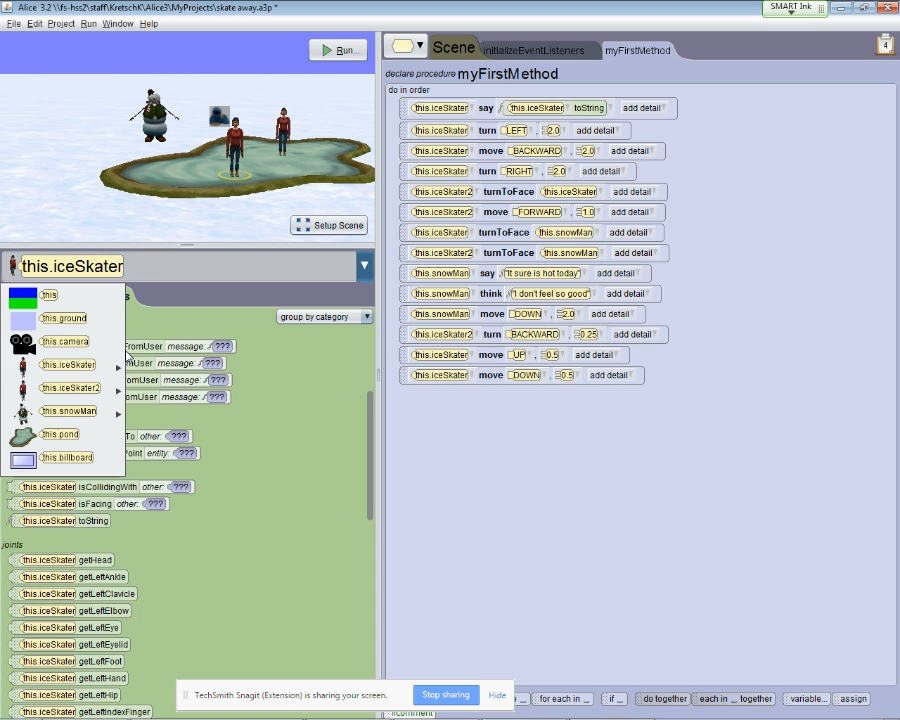 Alice 3.2 \\fs-hss2\staff\KretschK\Alice3\MyProjects\skate away.a3p *
SMART Ink
File Edit Project Run Window Help
Run...
Scene initializeEventListeners myFirstMethod
4
declare procedure myFirstMethod
do in order
this.iceSkater say this.iceSkater toString add detail
this.iceSkater turn LEFT , 2.0 add detail
this.iceSkater move BACKWARD , 2.0 add detail
this.iceSkater turn RIGHT , 2.0 add detail
this.iceSkater2 turnToFace this.iceSkater add detail
this.iceSkater2 move FORWARD , 1.0 add detail
this.iceSkater turnToFace this.snowMan add detail
this.iceSkater2 turnToFace this.snowMan add detail
this.snowMan say "It sure is hot today" add detail
this.snowMan think "I don't feel so good" add detail
this.snowMan move DOWN , 2.0 add detail
this.iceSkater2 turn BACKWARD , 0.25 add detail
this.iceSkater move UP , 0.5 add detail
this.iceSkater move DOWN , 0.5 add detail
Setup Scene
this.iceSkater
this
this.ground
this.camera
this.iceSkater
this.iceSkater2
this.snowMan
this.pond
this.billboard
s
group by category
FromUser message: ???
mUser message: ???
omUser message: ???
omUser message: ???
To other: ???
Point entity: ???
this.iceSkater isCollidingWith other: ???
this.iceSkater isFacing other: ???
this.iceSkater toString
joints
this.iceSkater getHead
this.iceSkater getLeftAnkle
this.iceSkater getLeftClavicle
this.iceSkater getLeftElbow
this.iceSkater getLeftEye
this.iceSkater getLeftEyelid
this.iceSkater getLeftFoot
this.iceSkater getLeftHand
this.iceSkater getLeftHip
this.iceSkater getLeftIndexFinger
TechSmith Snagit (Extension) is sharing your screen. Stop sharing Hide
for each in _ if _ do together each in _ together variable... assign
//comment